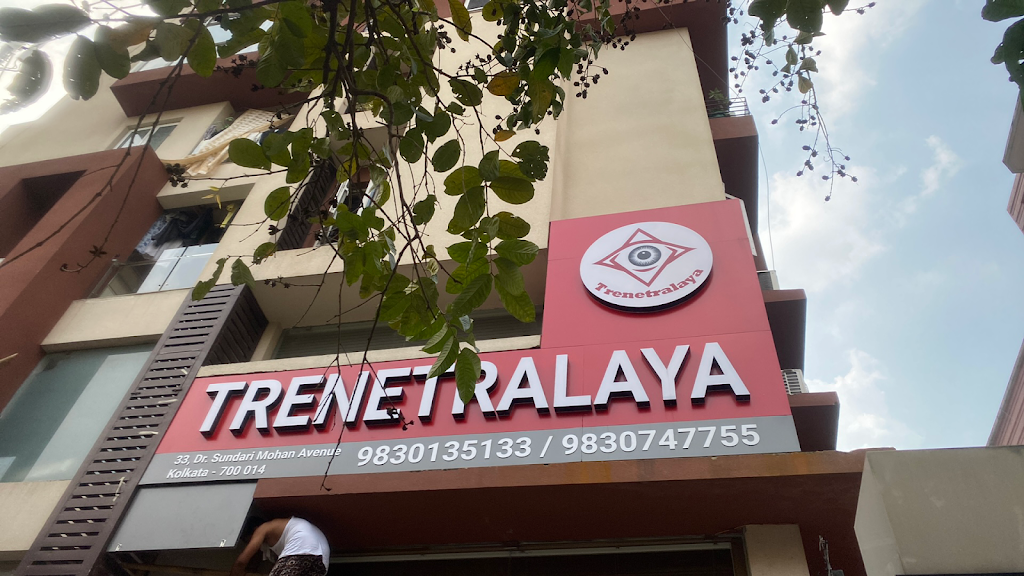 Trenetralaya
TRENETRALAYA
33, Dr. Sundari Mohan Avenue
Kolkata - 700 014
9830135133 / 9830747755